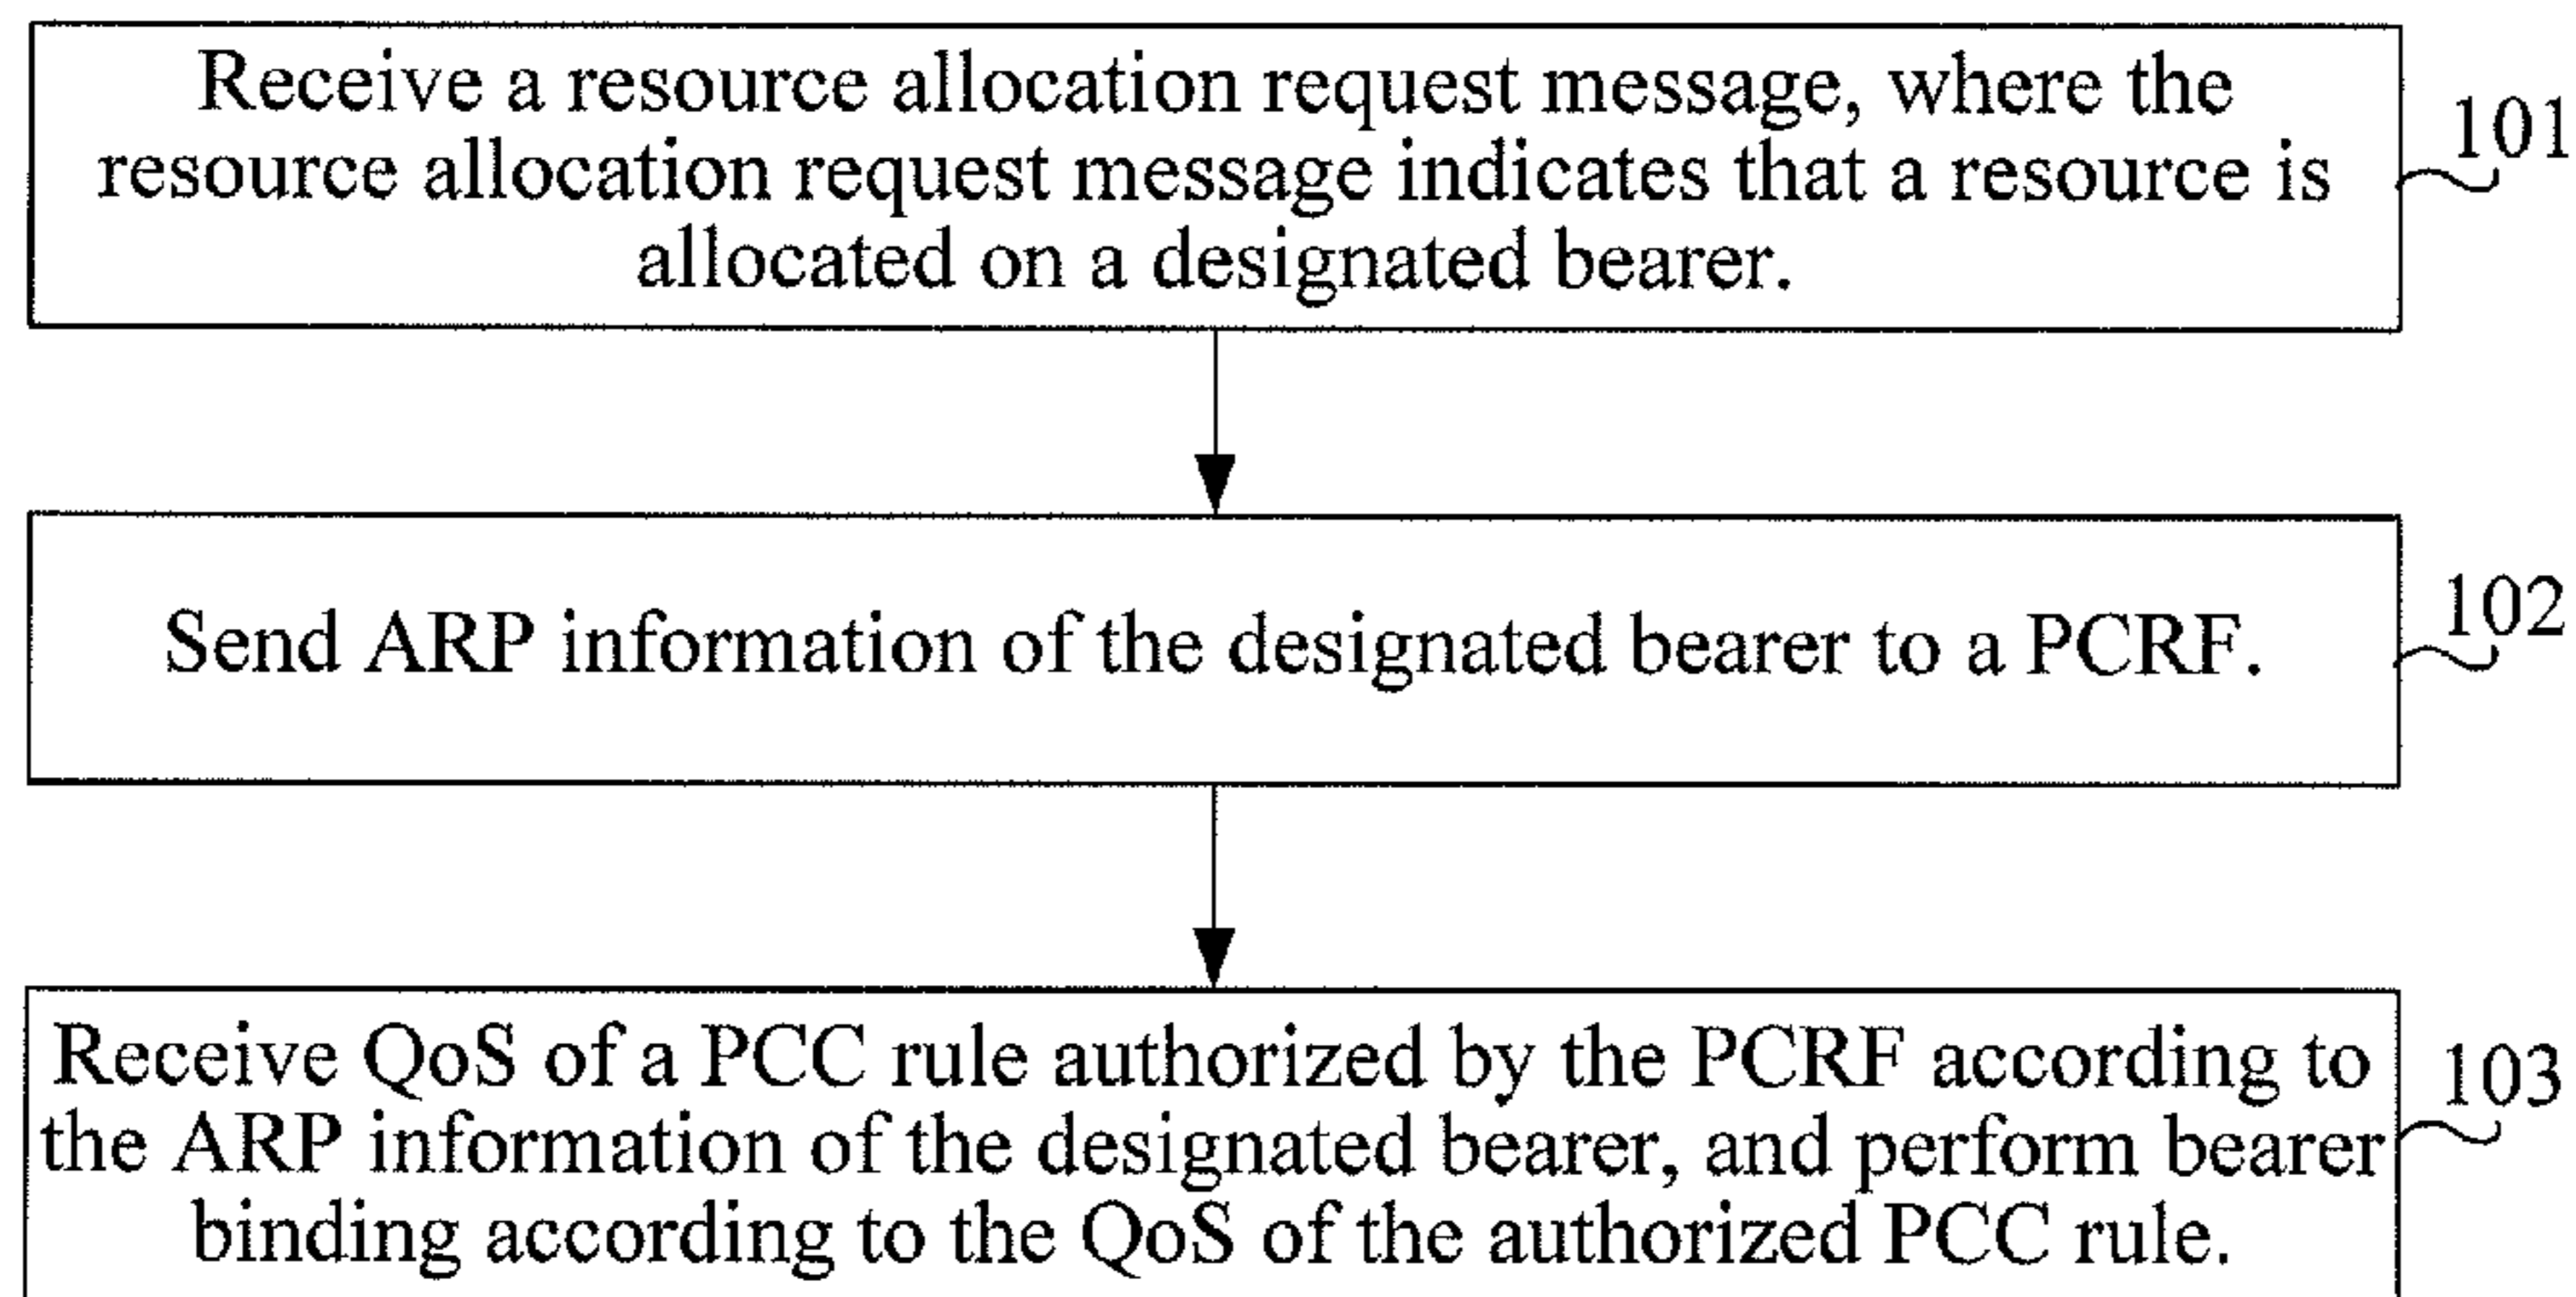 Receive a resource allocation request message, where the
resource allocation request message indicates that a resource is
allocated on a designated bearer.
101
Send ARP information of the designated bearer to a PCRF.
102
Receive QoS of a PCC rule authorized by the PCRF according to
the ARP information of the designated bearer, and perform bearer
binding according to the QoS of the authorized PCC rule.
103